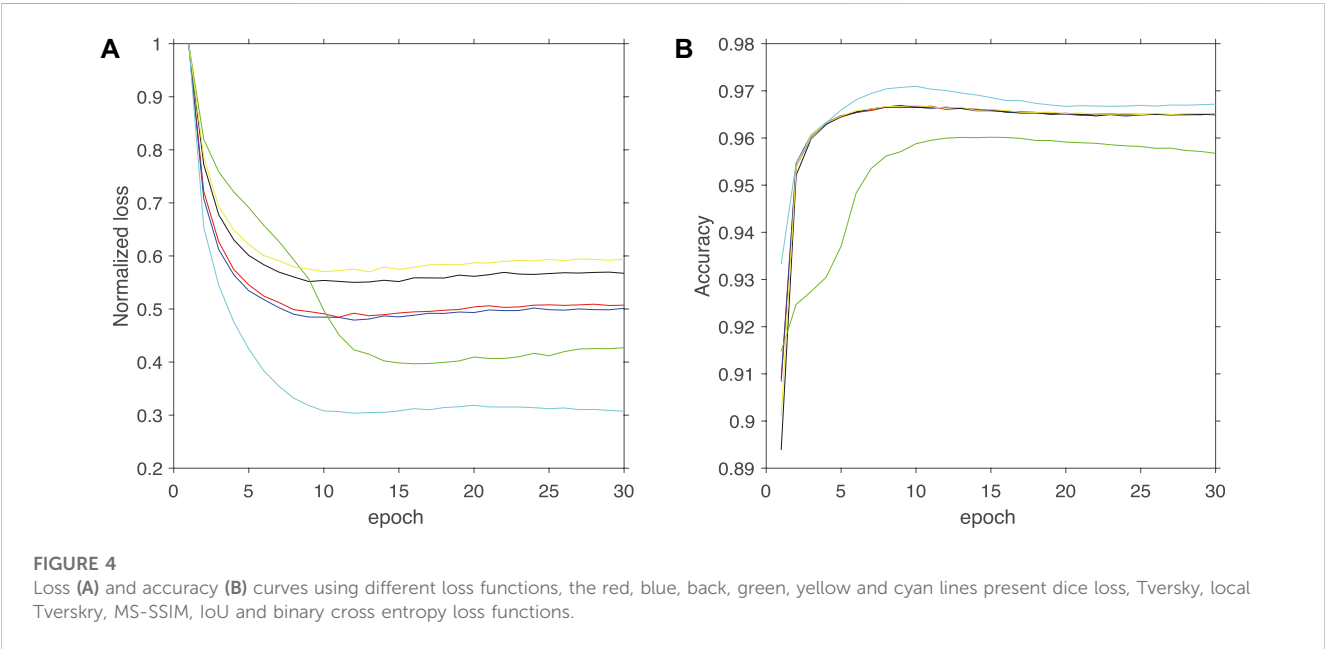 A
1
0.9
0.8
0.7
0.6
0.5
0.4
0.3
0.2
Normalized loss
0 5 10 15 20 25 30
epoch
B
0.98
0.97
0.96
0.95
0.94
0.93
0.92
0.91
0.9
0.89
Accuracy
0 5 10 15 20 25 30
epoch
FIGURE 4
Loss (A) and accuracy (B) curves using different loss functions, the red, blue, back, green, yellow and cyan lines present dice loss, Tversky, local
Tverskry, MS-SSIM, IoU and binary cross entropy loss functions.